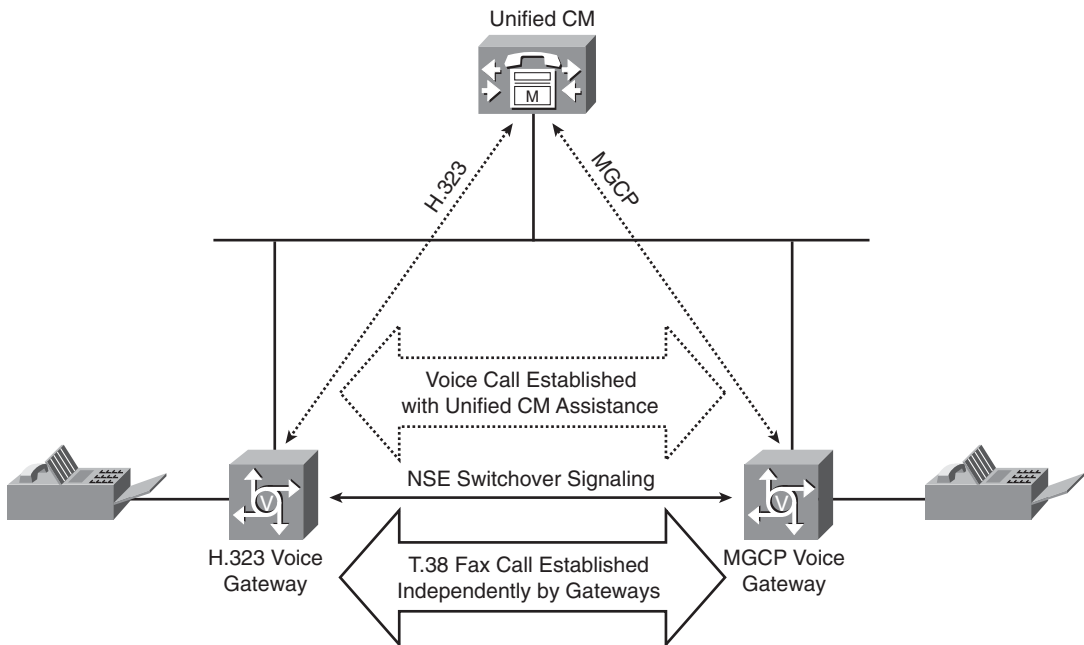 Unified CM
M
H.323
MGCP
Voice Call Established
with Unified CM Assistance
NSE Switchover Signaling
V
V
H.323 Voice
Gateway
T.38 Fax Call Established
Independently by Gateways
MGCP Voice
Gateway